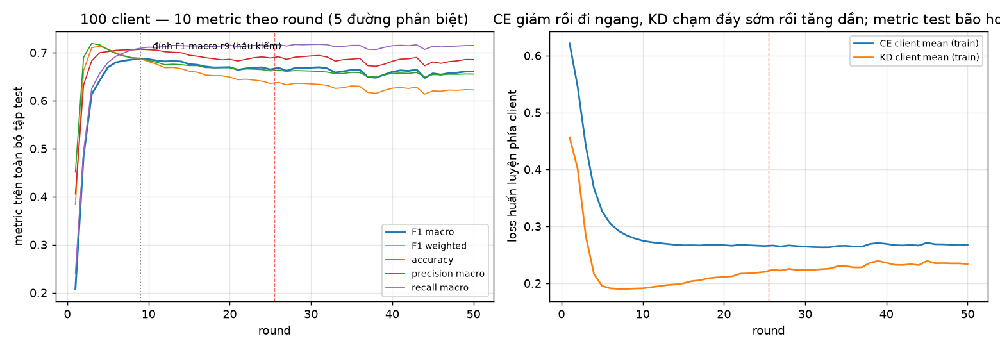 100 client — 10 metric theo round (5 đường phân biệt)
đỉnh F1 macro r9 (hậu kiểm)
metric trên toàn bộ tập test
0.7
0.6
0.5
0.4
0.3
0.2
F1 macro
F1 weighted
accuracy
precision macro
recall macro
0 10 20 30 40 50
round
CE giảm rồi đi ngang, KD chạm đáy sớm rồi tăng dần; metric test bão
loss huấn luyện phía client
0.6
0.5
0.4
0.3
0.2
CE client mean (train)
KD client mean (train)
0 10 20 30 40 50
round